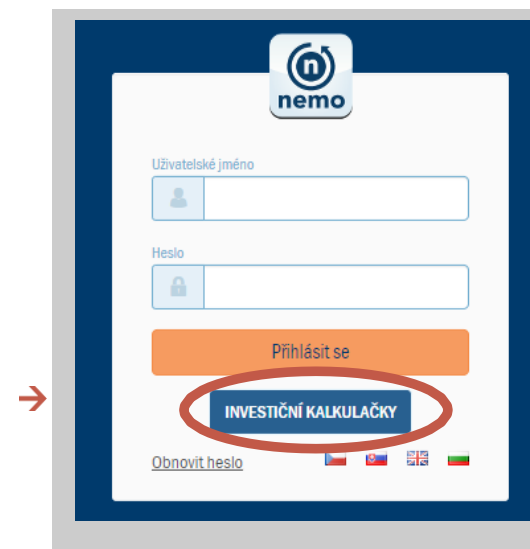 n
nemo
Uživatelské jméno
Heslo
Přihlásit se
INVESTIČNÍ KALKULAČKY
Obnovit heslo